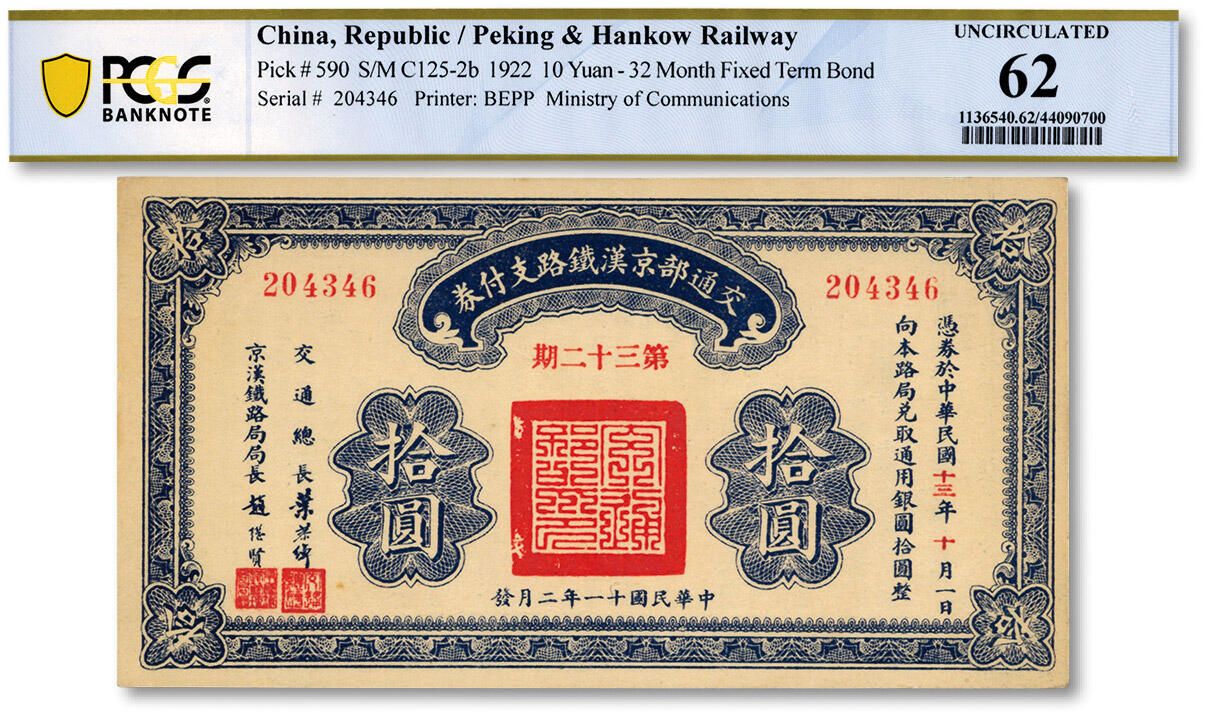 PCGS
BANKNOTE
China, Republic / Peking & Hankow Railway
Pick # 590 S/M C125-2b 1922 10 Yuan - 32 Month Fixed Term Bond
Serial # 204346 Printer: BEPP Ministry of Communications
UNCIRCULATED
62
1136540.62/44090700
交通部京漢鐵路支付券
204346
204346
第三十二期
憑券於中華民國十三年十月一日
向本路局兑取通用銀圓拾圓整
拾圓
拾圓
交通總長葉恭綽
京漢鐵路局局長趙繼賢
中華民國十一年二月發